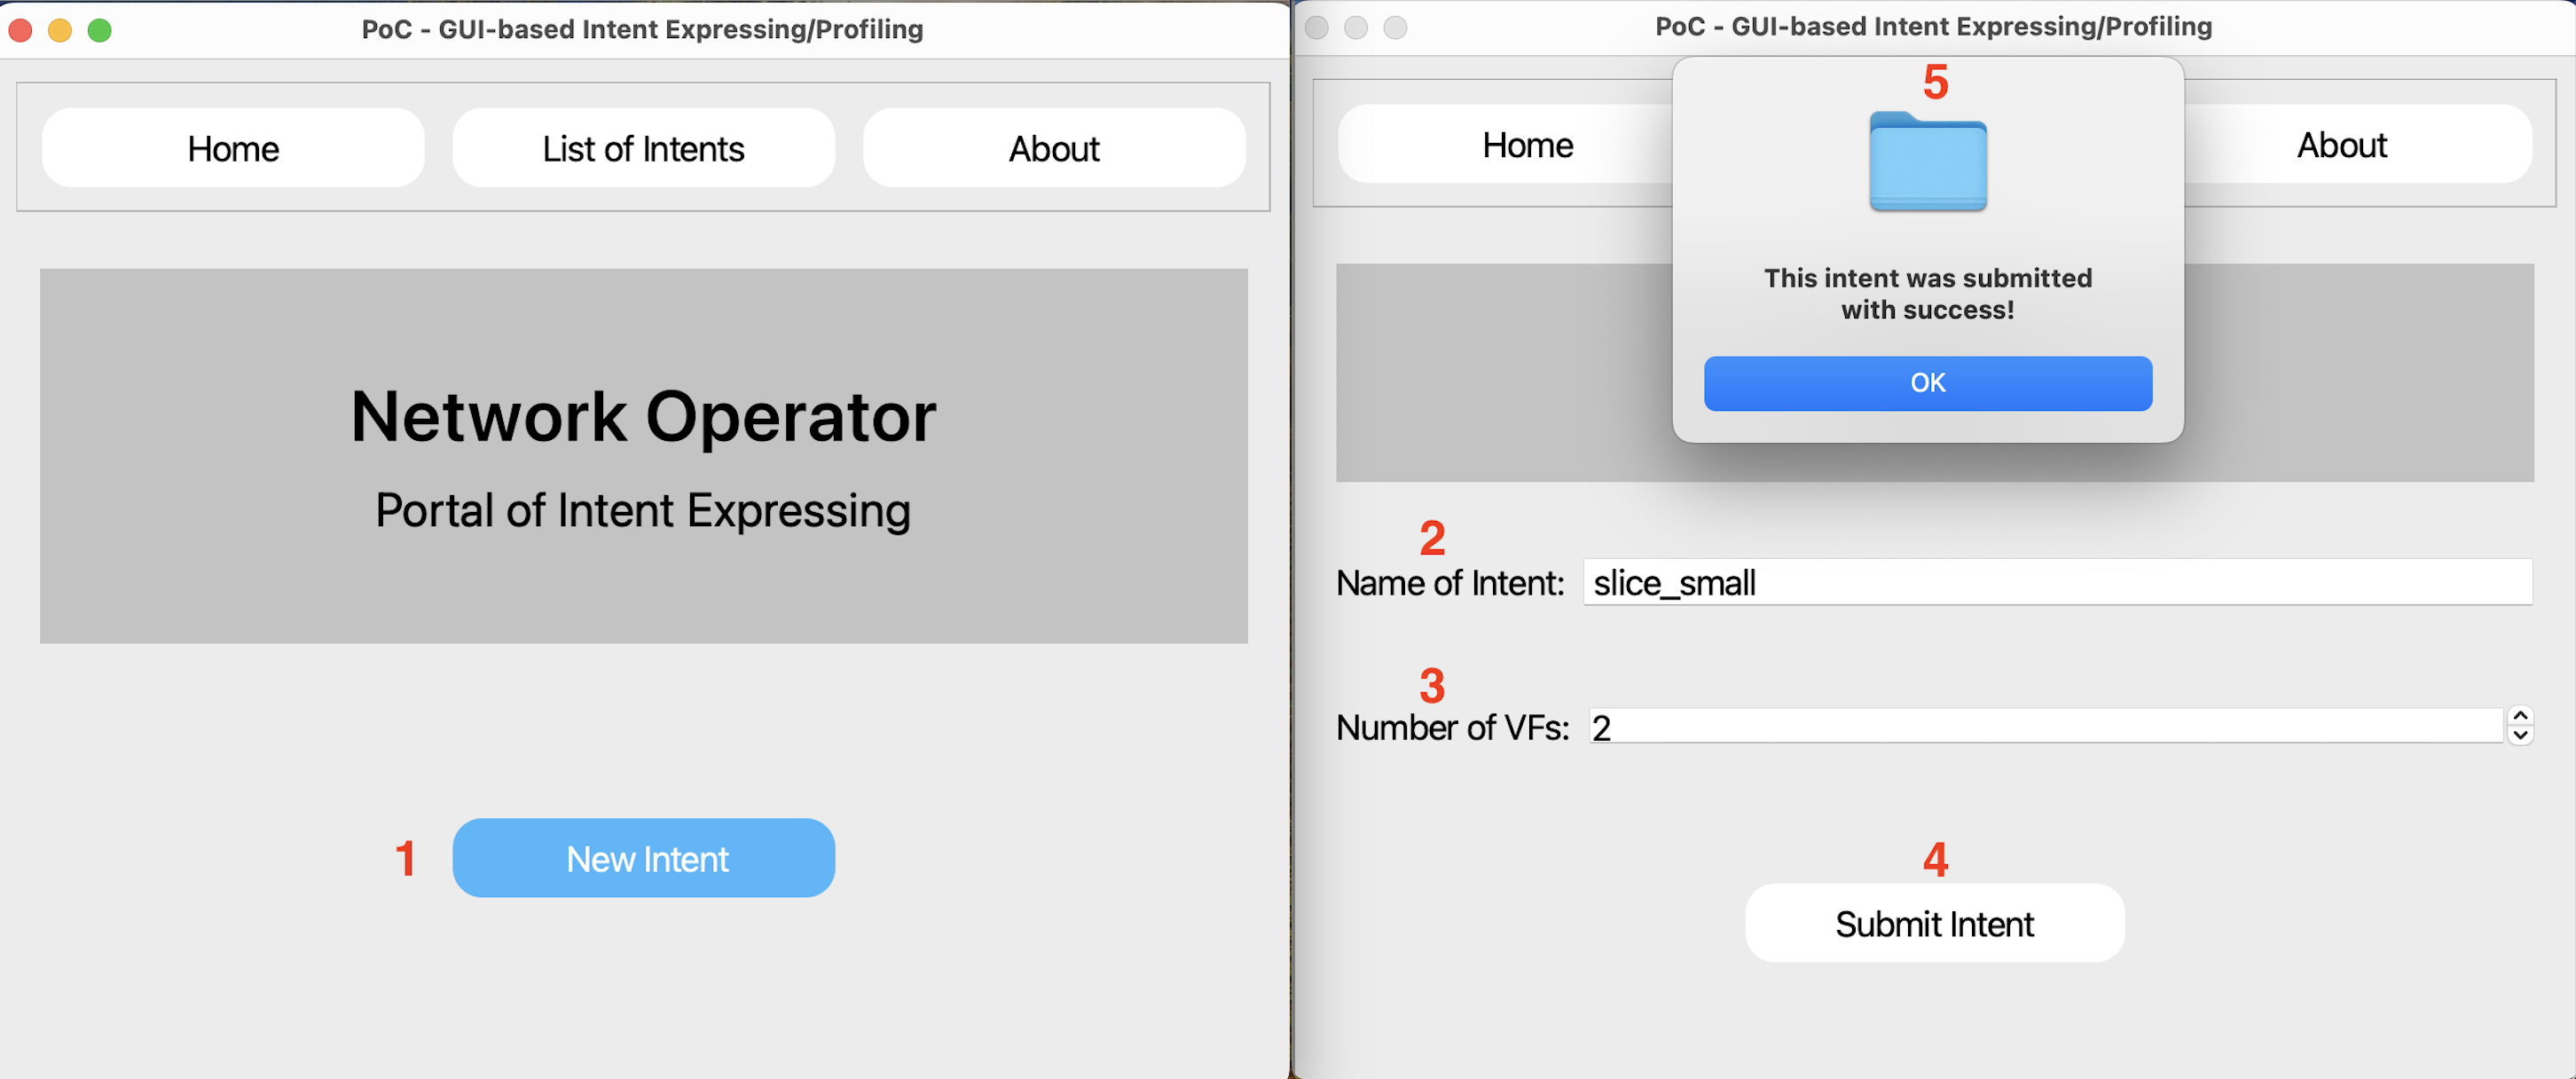 PoC - GUI-based Intent Expressing/Profiling
Home List of Intents About
Network Operator
Portal of Intent Expressing
1 New Intent
PoC - GUI-based Intent Expressing/Profiling
5
Home About
This intent was submitted
with success!
OK
2
Name of Intent: slice_small
3
Number of VFs: 2
4
Submit Intent